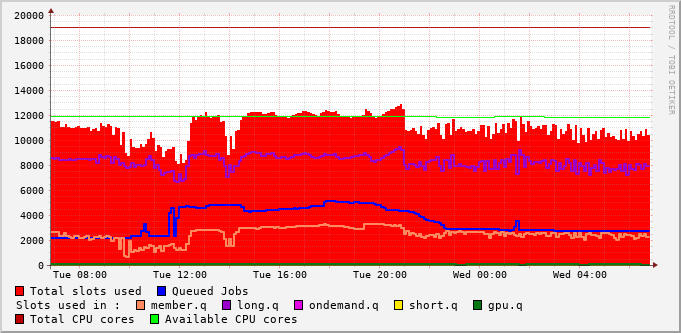 20000
18000
16000
14000
12000
10000
8000
6000
4000
2000
0
Tue 08:00 Tue 12:00 Tue 16:00 Tue 20:00 Wed 00:00 Wed 04:00
Total slots used Queued Jobs
Slots used in : member.q long.q ondemand.q short.q gpu.q
Total CPU cores Available CPU cores
RRDTOOL / TOBI OETIKER